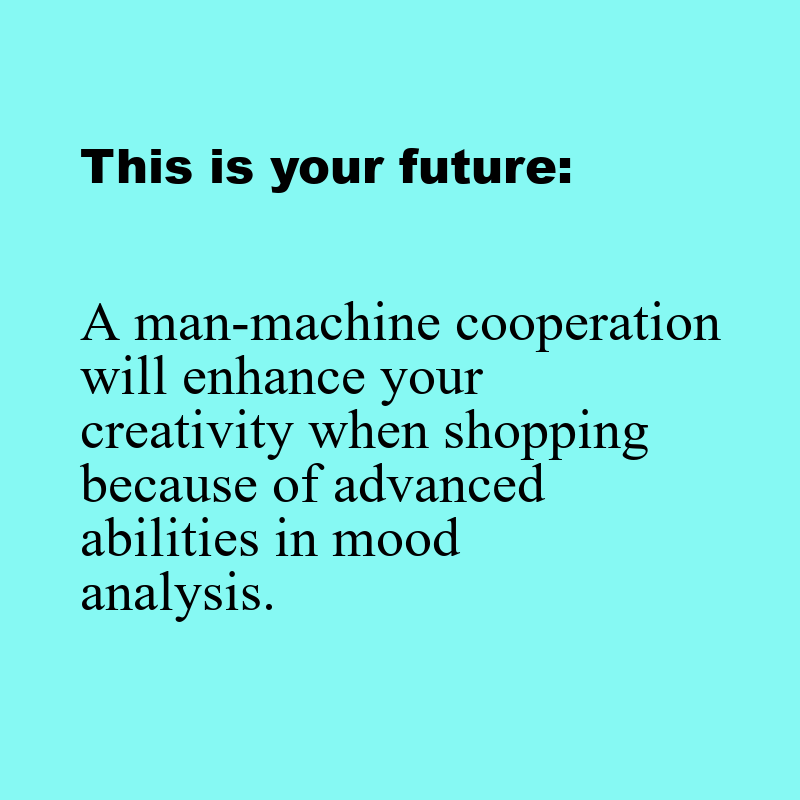 This is your future:
A man-machine cooperation
will enhance your
creativity when shopping
because of advanced
abilities in mood
analysis.